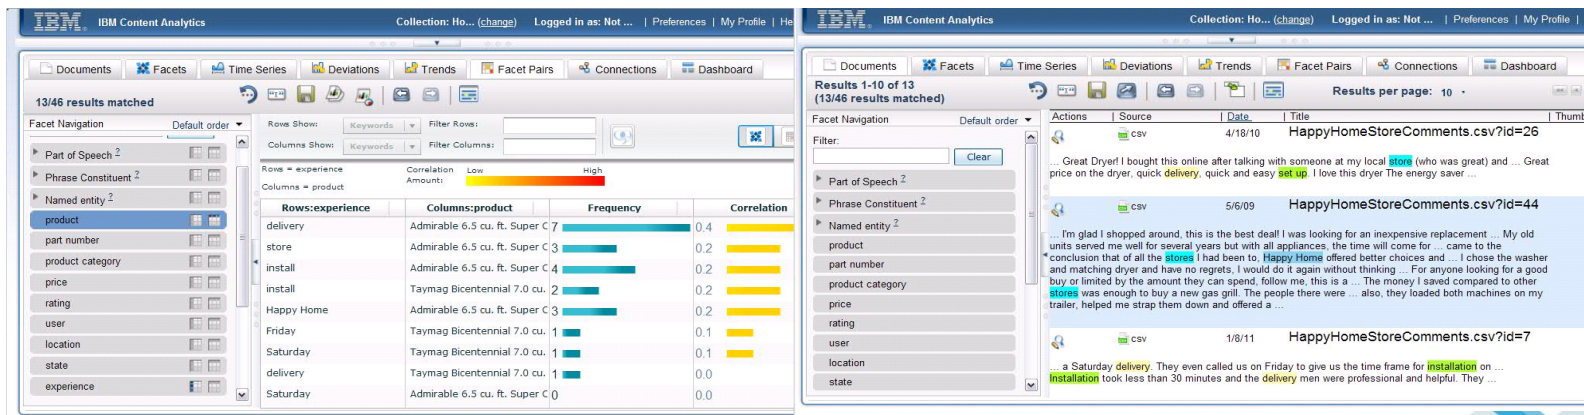 IBM. IBM Content Analytics Collection: Ho... (change) Logged in as: Not ... | Preferences | My Profile | He
Documents Facets Time Series Deviations Trends Facet Pairs Connections Dashboard
13/46 results matched
Facet Navigation Default order
Rows Show: Keywords Filter Rows:
Columns Show: Keywords Filter Columns:
Part of Speech ?
Phrase Constituent ?
Named entity ?
product
part number
product category
price
rating
user
location
state
experience
Rows = experience
Columns = product
Correlation Amount: Low High
Rows:experience Columns:product Frequency Correlation
delivery Admirable 6.5 cu. ft. Super C 7 0.4
store Admirable 6.5 cu. ft. Super C 3 0.2
install Admirable 6.5 cu. ft. Super C 4 0.2
install Taymag Bicentennial 7.0 cu. 2 0.2
Happy Home Admirable 6.5 cu. ft. Super C 3 0.2
Friday Taymag Bicentennial 7.0 cu. 1 0.1
Saturday Taymag Bicentennial 7.0 cu. 1 0.1
delivery Taymag Bicentennial 7.0 cu. 1 0.0
Saturday Admirable 6.5 cu. ft. Super C 0 0.0
IBM. IBM Content Analytics Collection: Ho... (change) Logged in as: Not ... | Preferences | My Profile |
Documents Facets Time Series Deviations Trends Facet Pairs Connections Dashboard
Results 1-10 of 13
(13/46 results matched)
Results per page: 10
Facet Navigation Default order
Filter:
Clear
Part of Speech ?
Phrase Constituent ?
Named entity ?
product
part number
product category
price
rating
user
location
state
Actions | Source | Date | Title | Thumb
csv 4/18/10 HappyHomeStoreComments.csv?id=26
... Great Dryer! I bought this online after talking with someone at my local store (who was great) and ... Great
price on the dryer, quick delivery, quick and easy set up. I love this dryer The energy saver ...
csv 5/6/09 HappyHomeStoreComments.csv?id=44
... I'm glad I shopped around, this is the best deal! I was looking for an inexpensive replacement ... My old
units served me well for several years but with all appliances, the time will come for ... came to the
conclusion that of all the stores I had been to, Happy Home offered better choices and ... I chose the washer
and matching dryer and have no regrets, I would do it again without thinking ... For anyone looking for a good
buy or limited by the amount they can spend, follow me, this is a ... The money I saved compared to other
stores was enough to buy a new gas grill. The people there were ... also, they loaded both machines on my
trailer, helped me strap them down and offered a ...
csv 1/8/11 HappyHomeStoreComments.csv?id=7
... a Saturday delivery. They even called us on Friday to give us the time frame for installation on ...
Installation took less than 30 minutes and the delivery men were professional and helpful. They ...